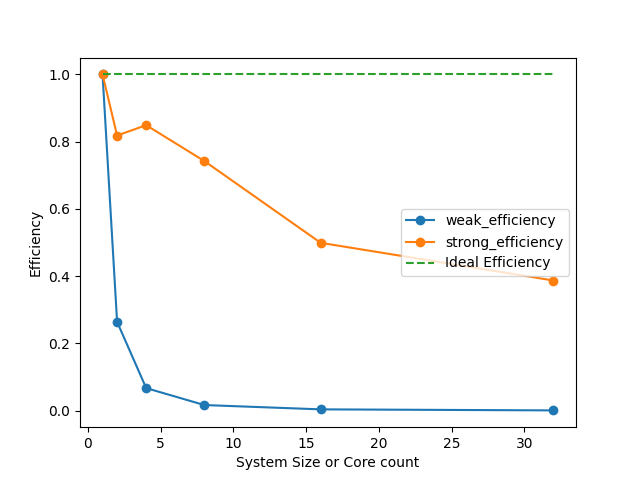 1.0
0.8
0.6
0.4
0.2
0.0
Efficiency
weak_efficiency
strong_efficiency
Ideal Efficiency
0 5 10 15 20 25 30
System Size or Core count